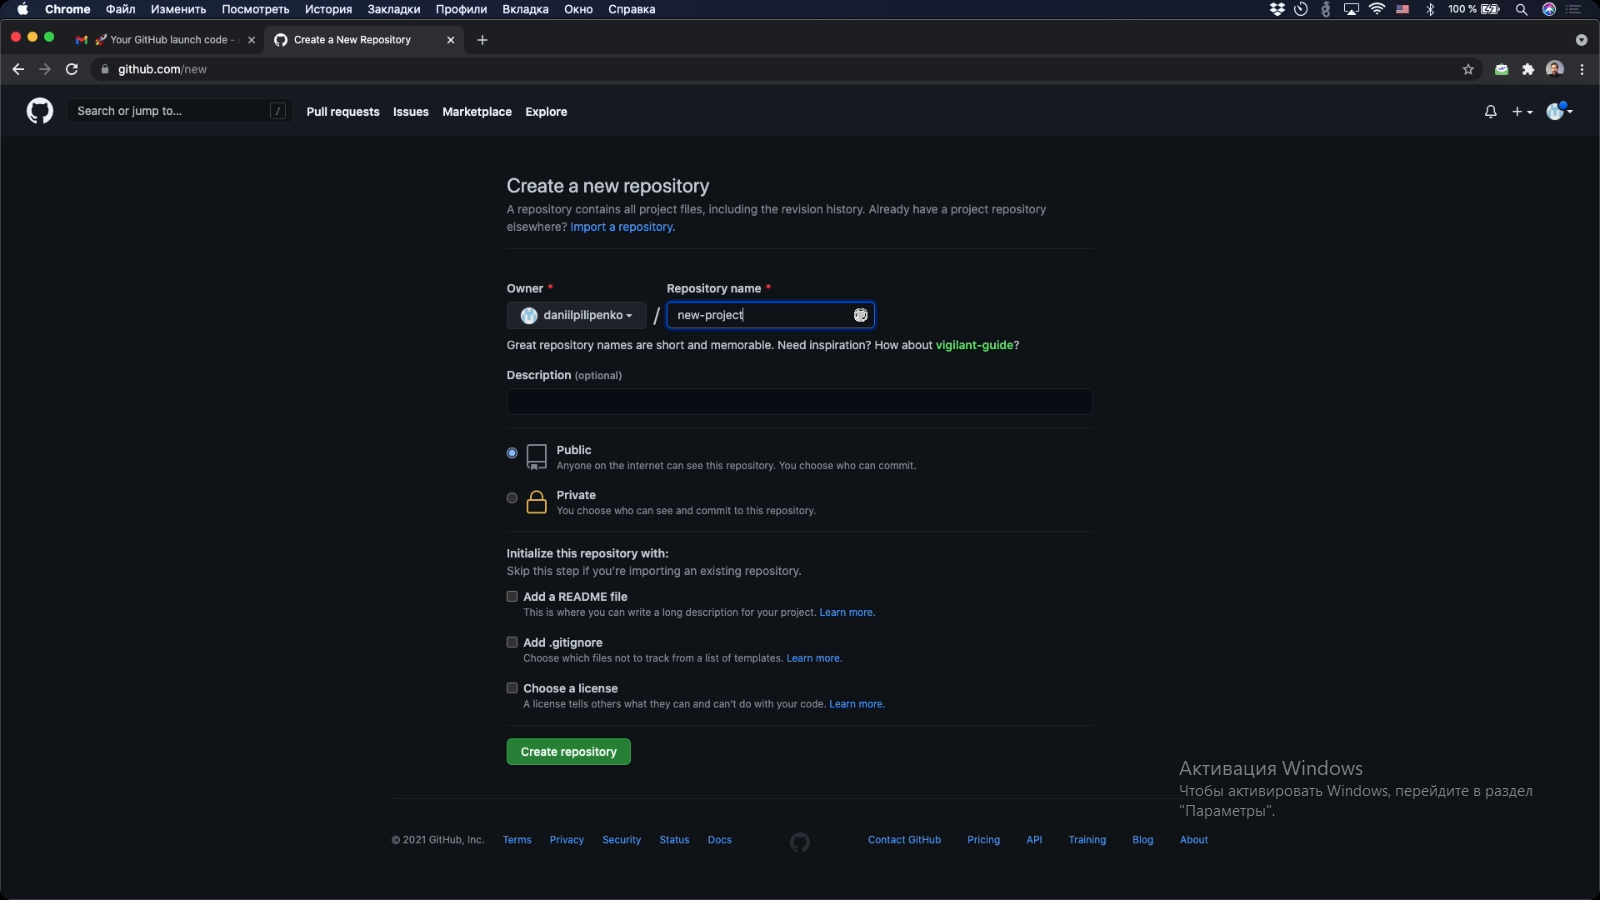 Chrome Файл Изменить Посмотреть История Закладки Профили Вкладка Окно Справка 100 %
Your GitHub launch code - Create a New Repository
github.com/new
Search or jump to... / Pull requests Issues Marketplace Explore
Create a new repository
A repository contains all project files, including the revision history. Already have a project repository
elsewhere? Import a repository.
Owner * Repository name *
daniilpilipenko / new-project
Great repository names are short and memorable. Need inspiration? How about vigilant-guide?
Description (optional)
Public
Anyone on the internet can see this repository. You choose who can commit.
Private
You choose who can see and commit to this repository.
Initialize this repository with:
Skip this step if you're importing an existing repository.
Add a README file
This is where you can write a long description for your project. Learn more.
Add .gitignore
Choose which files not to track from a list of templates. Learn more.
Choose a license
A license tells others what they can and can't do with your code. Learn more.
Create repository
Активация Windows
Чтобы активировать Windows, перейдите в раздел
"Параметры".
© 2021 GitHub, Inc. Terms Privacy Security Status Docs Contact GitHub Pricing API Training Blog About